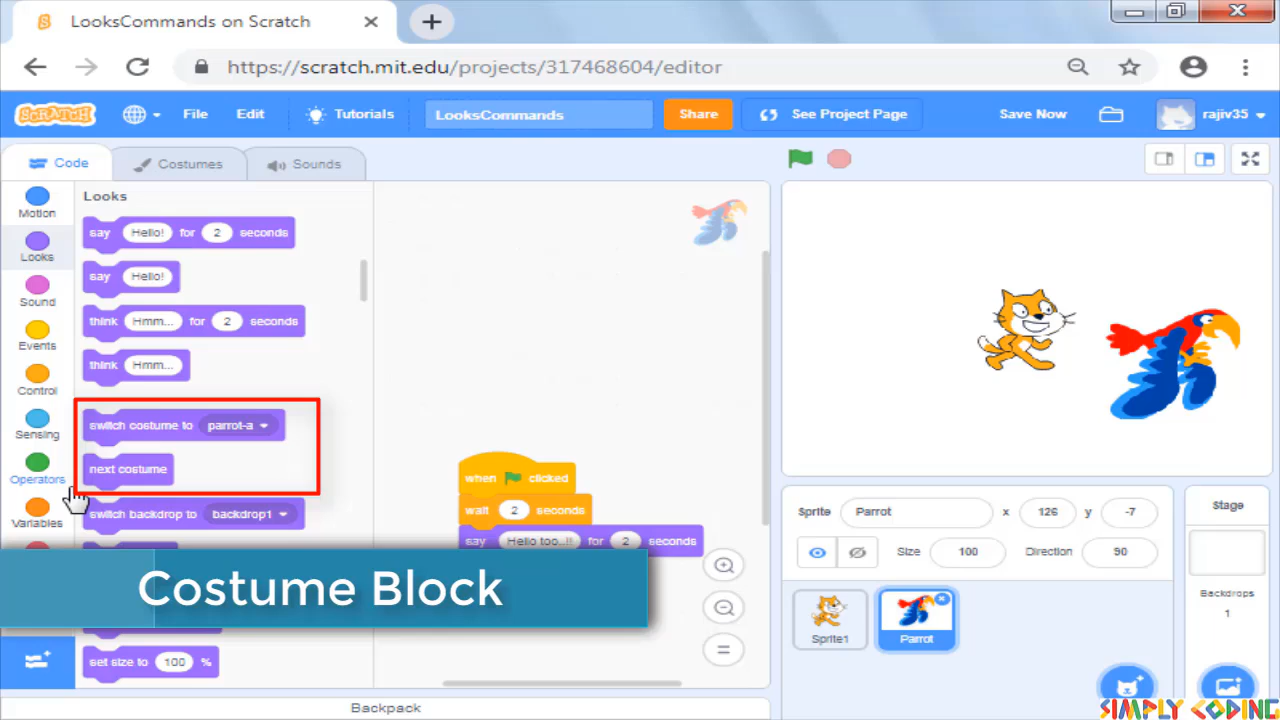 LooksCommands on Scratch
https://scratch.mit.edu/projects/317468604/editor
SCRATCH File Edit Tutorials LooksCommands Share See Project Page Save Now rajiv35
Code Costumes Sounds
Motion
Looks
Sound
Events
Control
Sensing
Operators
Variables
Looks
say Hello! for 2 seconds
say Hello!
think Hmm... for 2 seconds
think Hmm...
switch costume to parrot-a
next costume
switch backdrop to backdrop1
set size to 100 %
when clicked
wait 2 seconds
say Hello too..!! for 2 seconds
Costume Block
Backpack
Sprite Parrot x 126 y -7
Size 100 Direction 90
Sprite1 Parrot
Stage
Backdrops
1
SIMPLY CODING